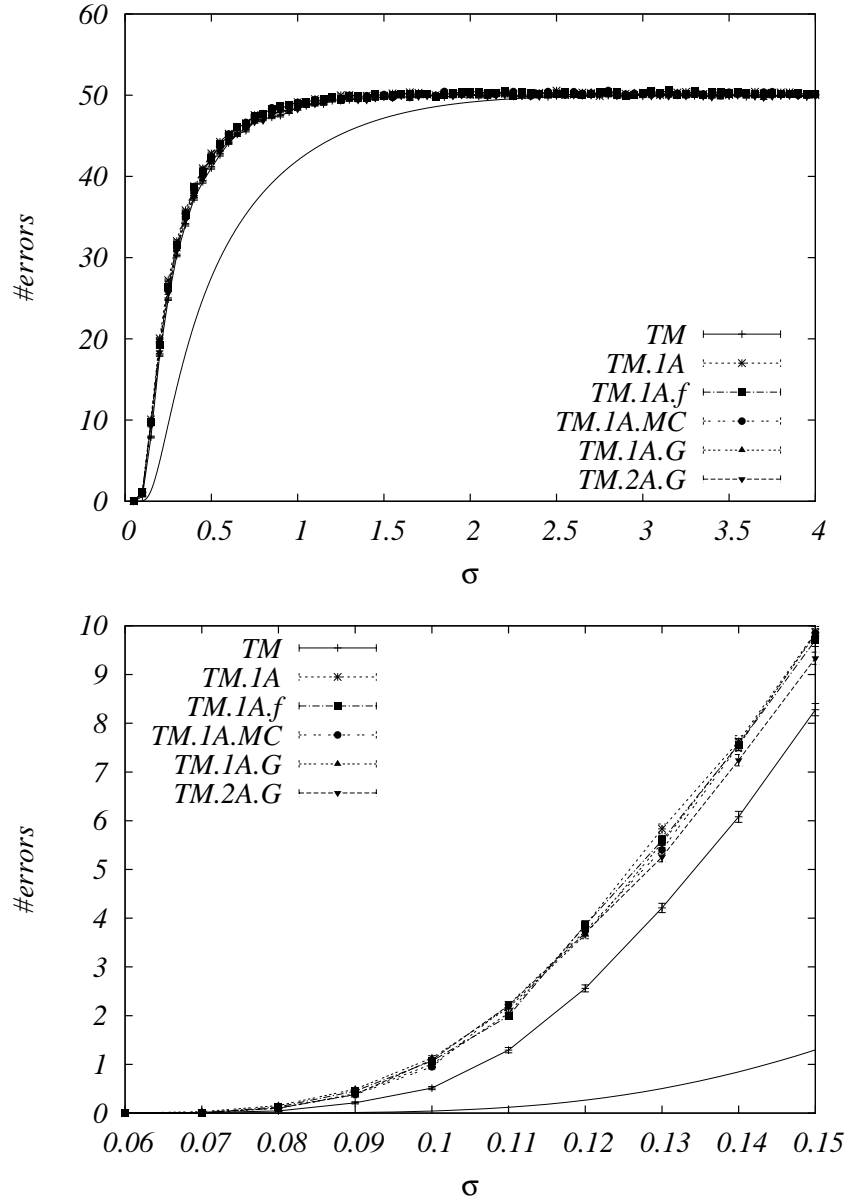 60
50
40
30
20
10
0
#errors
TM
TM.1A
TM.1A.f
TM.1A.MC
TM.1A.G
TM.2A.G
0 0.5 1 1.5 2 2.5 3 3.5 4
σ
10
9
8
7
6
5
4
3
2
1
0
#errors
TM
TM.1A
TM.1A.f
TM.1A.MC
TM.1A.G
TM.2A.G
0.06 0.07 0.08 0.09 0.1 0.11 0.12 0.13 0.14 0.15
σ